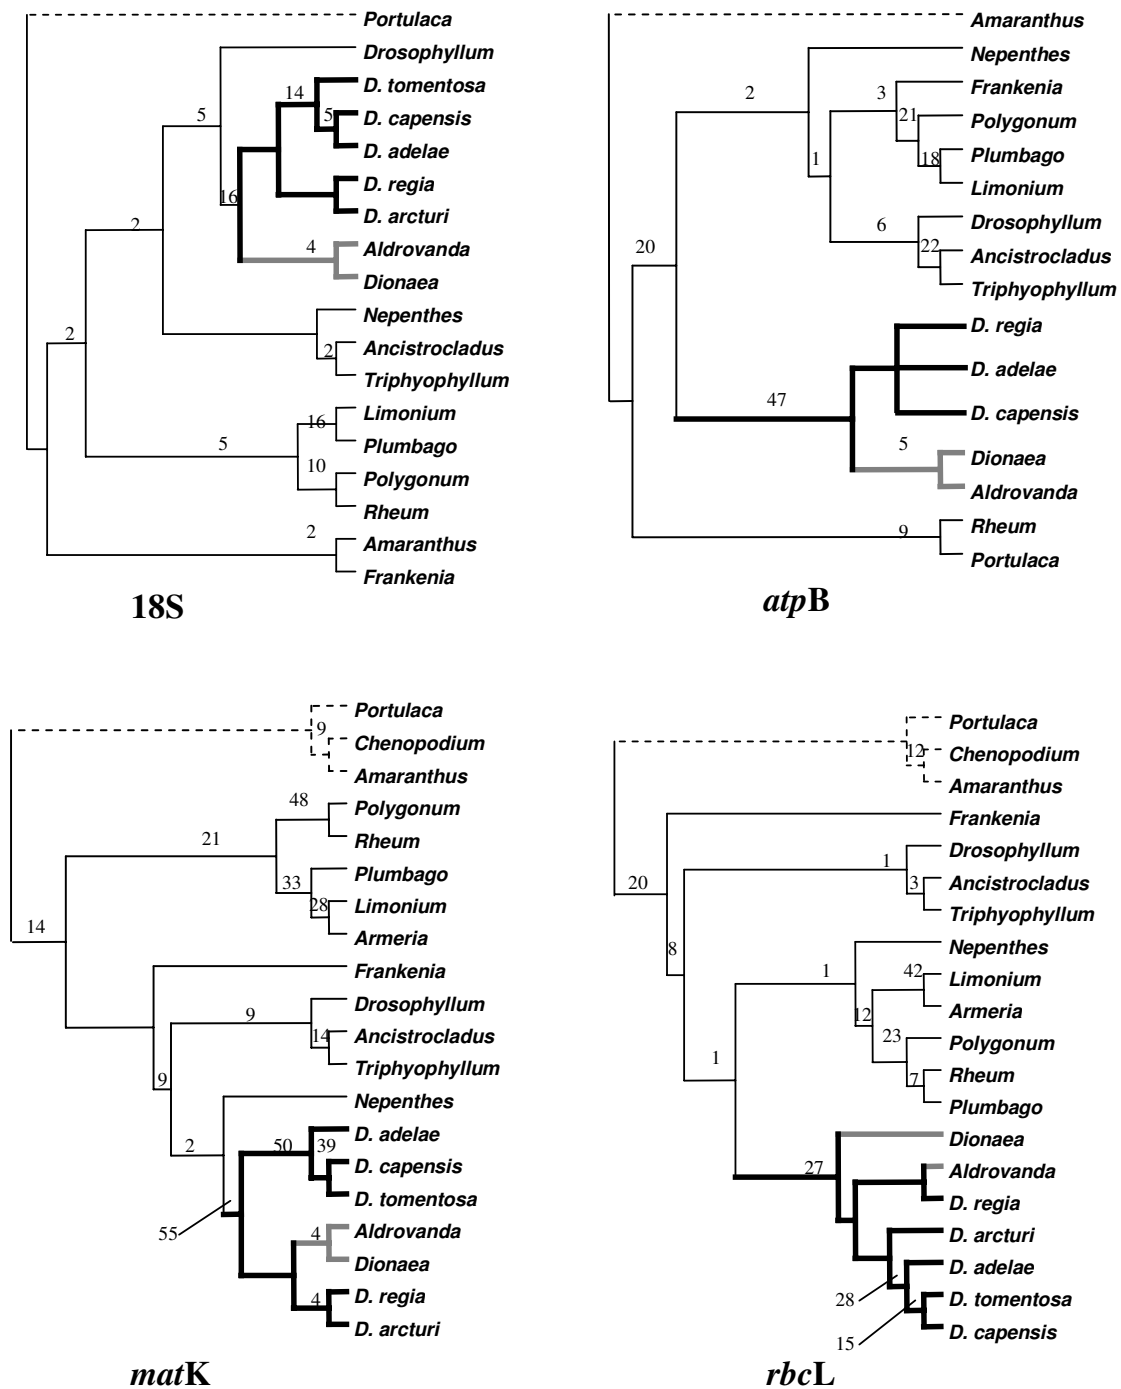 Portulaca
Drosophyllum
D. tomentosa
14
D. capensis
5
5
D. adelae
D. regia
16
D. arcturi
2
Aldrovanda
4
Dionaea
Nepenthes
2
Ancistrocladus
2
Triphyophyllum
Limonium
16
Plumbago
5
Polygonum
10
Rheum
2
Amaranthus
Frankenia
18S
Amaranthus
Nepenthes
2
3
Frankenia
21
Polygonum
1
18
Plumbago
Limonium
6
Drosophyllum
20
22
Ancistrocladus
Triphyophyllum
D. regia
D. adelae
47
D. capensis
5
Dionaea
Aldrovanda
9
Rheum
Portulaca
atpB
Portulaca
9
Chenopodium
Amaranthus
48
Polygonum
21
Rheum
Plumbago
33
28
Limonium
14
Armeria
Frankenia
9
Drosophyllum
14
Ancistrocladus
Triphyophyllum
9
Nepenthes
2
D. adelae
50
39
D. capensis
D. tomentosa
55
4
Aldrovanda
Dionaea
4
D. regia
D. arcturi
matK
Portulaca
12
Chenopodium
Amaranthus
Frankenia
1
Drosophyllum
20
3
Ancistrocladus
Triphyophyllum
8
Nepenthes
1
42
Limonium
12
Armeria
23
Polygonum
1
7
Rheum
Plumbago
Dionaea
27
Aldrovanda
D. regia
D. arcturi
D. adelae
28
D. tomentosa
15
D. capensis
rbcL